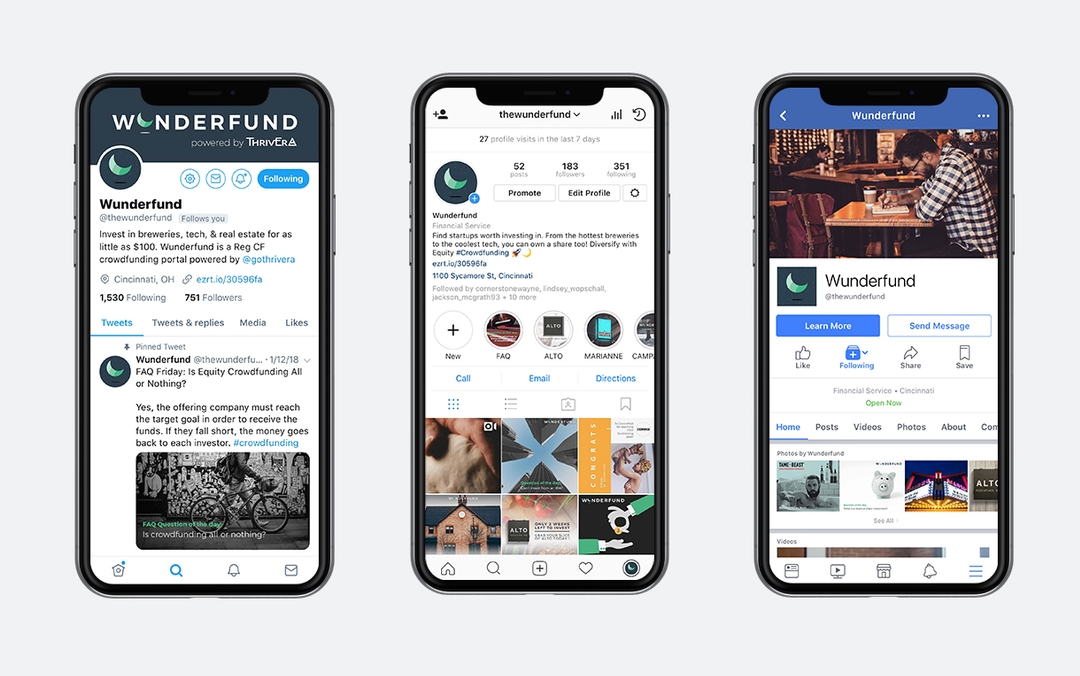 WUNDERFUND
powered by THRIVERA
Following
Wunderfund
@thewunderfund Follows you
Invest in breweries, tech, & real estate for as
little as $100. Wunderfund is a Reg CF
crowdfunding portal powered by @gothrivera
Cincinnati, OH ezrt.io/30596fa
1,530 Following 751 Followers
Tweets Tweets & replies Media Likes
Pinned Tweet
Wunderfund @thewunderfu... · 1/12/18
FAQ Friday: Is Equity Crowdfunding All
or Nothing?
Yes, the offering company must reach
the target goal in order to receive the
funds. If they fall short, the money goes
back to each investor. #crowdfunding
FAQ Question of the day
Is crowdfunding all or nothing?
thewunderfund
27 profile visits in the last 7 days
52 183 351
posts followers following
Promote Edit Profile
Wunderfund
Financial Service
Find startups worth investing in. From the hottest breweries
to the coolest tech, you can own a share too! Diversify with
Equity #Crowdfunding 🚀🌙
ezrt.io/30596fa
1100 Sycamore St, Cincinnati
Followed by cornerstonewayne, lindsey_wopschall,
jackson_mcgrath93 + 10 more
ALTO
New FAQ ALTO MARIANNE CAMPA
Call Email Directions
WUNDERFUND
CONGRATS
WUNDERFUND
ALTO
ONLY 2 WEEKS
LEFT TO INVEST
GRAB YOUR SLICE
OF ALTO TODAY!
WUNDERFUND
Wunderfund
Wunderfund
@thewunderfund
Learn More Send Message
Like Following Share Save
Financial Service • Cincinnati
Open Now
Home Posts Videos Photos About Com
Photos by Wunderfund
TAME BEAST
WUNDERFUND
ALTO
See All
Videos